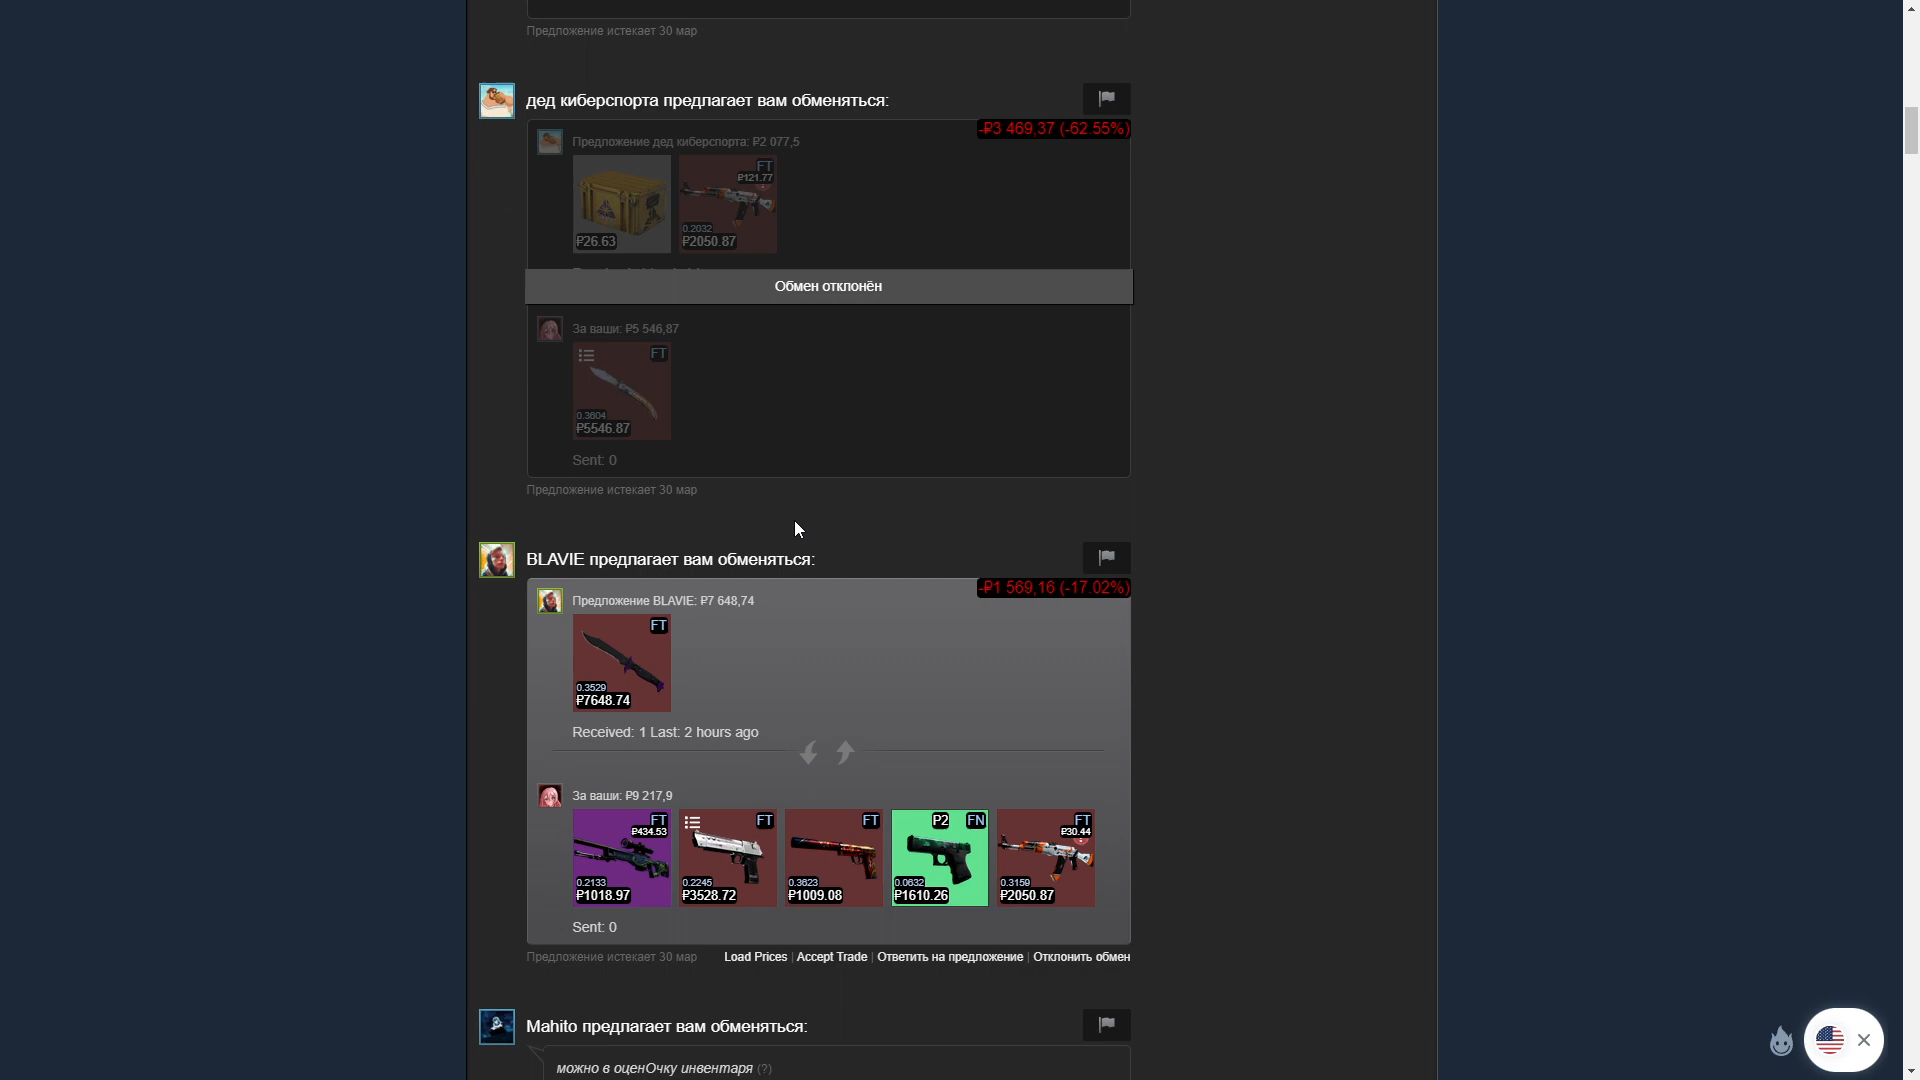 Предложение истекает 30 мар
дед киберспорта предлагает вам обменяться:
-₽3 469,37 (-62.55%)
Предложение дед киберспорта: ₽2 077,5
FT
₽121.77
0.2032
₽26.63
₽2050.87
Обмен отклонён
За ваши: ₽5 546,87
FT
0.3604
₽5546.87
Sent: 0
Предложение истекает 30 мар
BLAVIE предлагает вам обменяться:
-₽1 569,16 (-17.02%)
Предложение BLAVIE: ₽7 648,74
FT
0.3529
₽7648.74
Received: 1 Last: 2 hours ago
За ваши: ₽9 217,9
FT
₽434.53
0.2133
₽1018.97
FT
0.2245
₽3528.72
FT
0.3623
₽1009.08
P2 FN
0.0632
₽1610.26
FT
₽30.44
0.3159
₽2050.87
Sent: 0
Предложение истекает 30 мар Load Prices | Accept Trade | Ответить на предложение | Отклонить обмен
Mahito предлагает вам обменяться:
можно в оценОчку инвентаря (?)